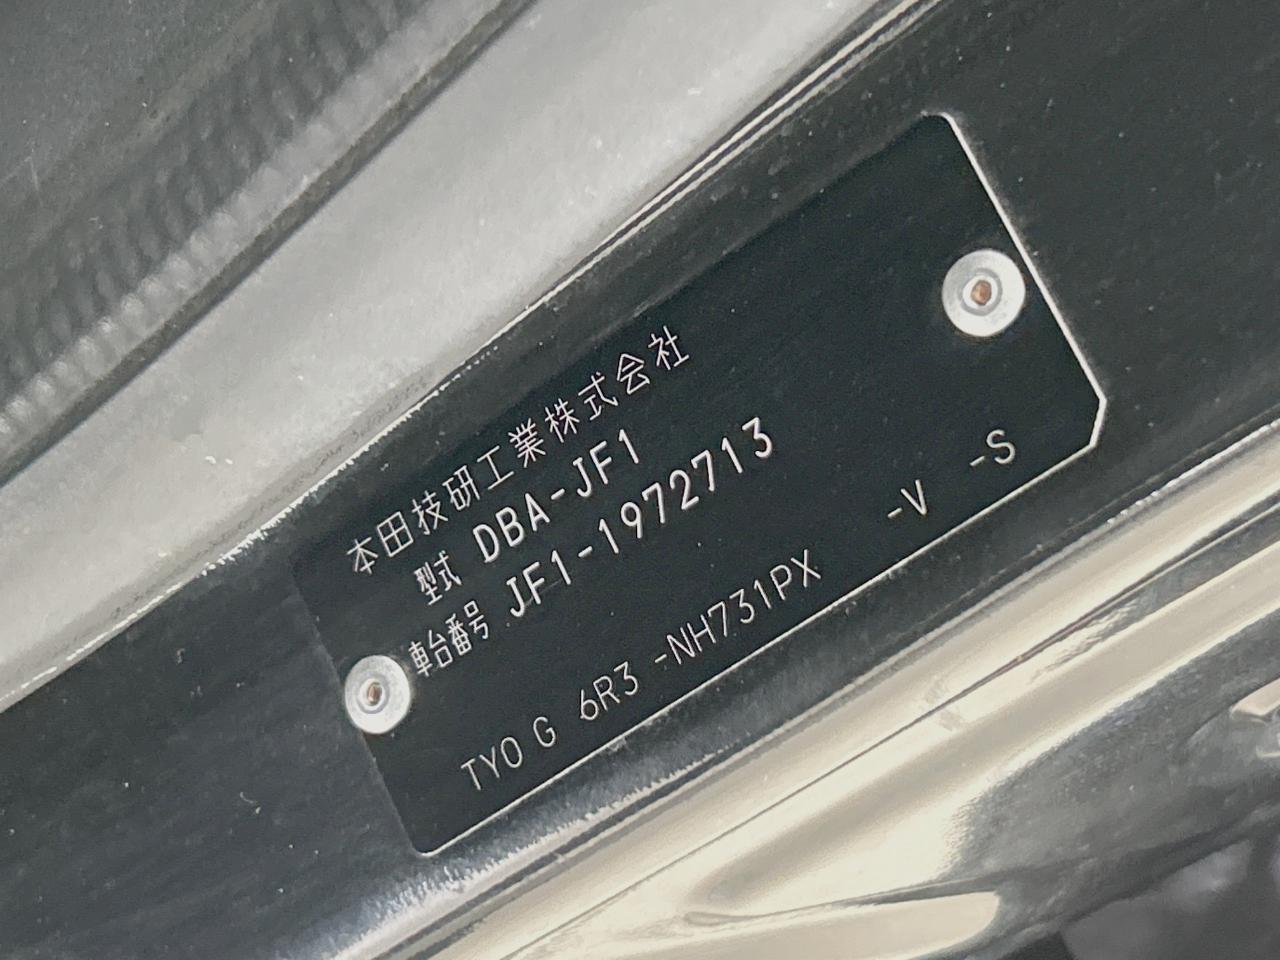 本田技研工業株式会社
型式 DBA-JF1
車台番号 JF1-1972713
TYO G 6R3 -NH731PX -V -S